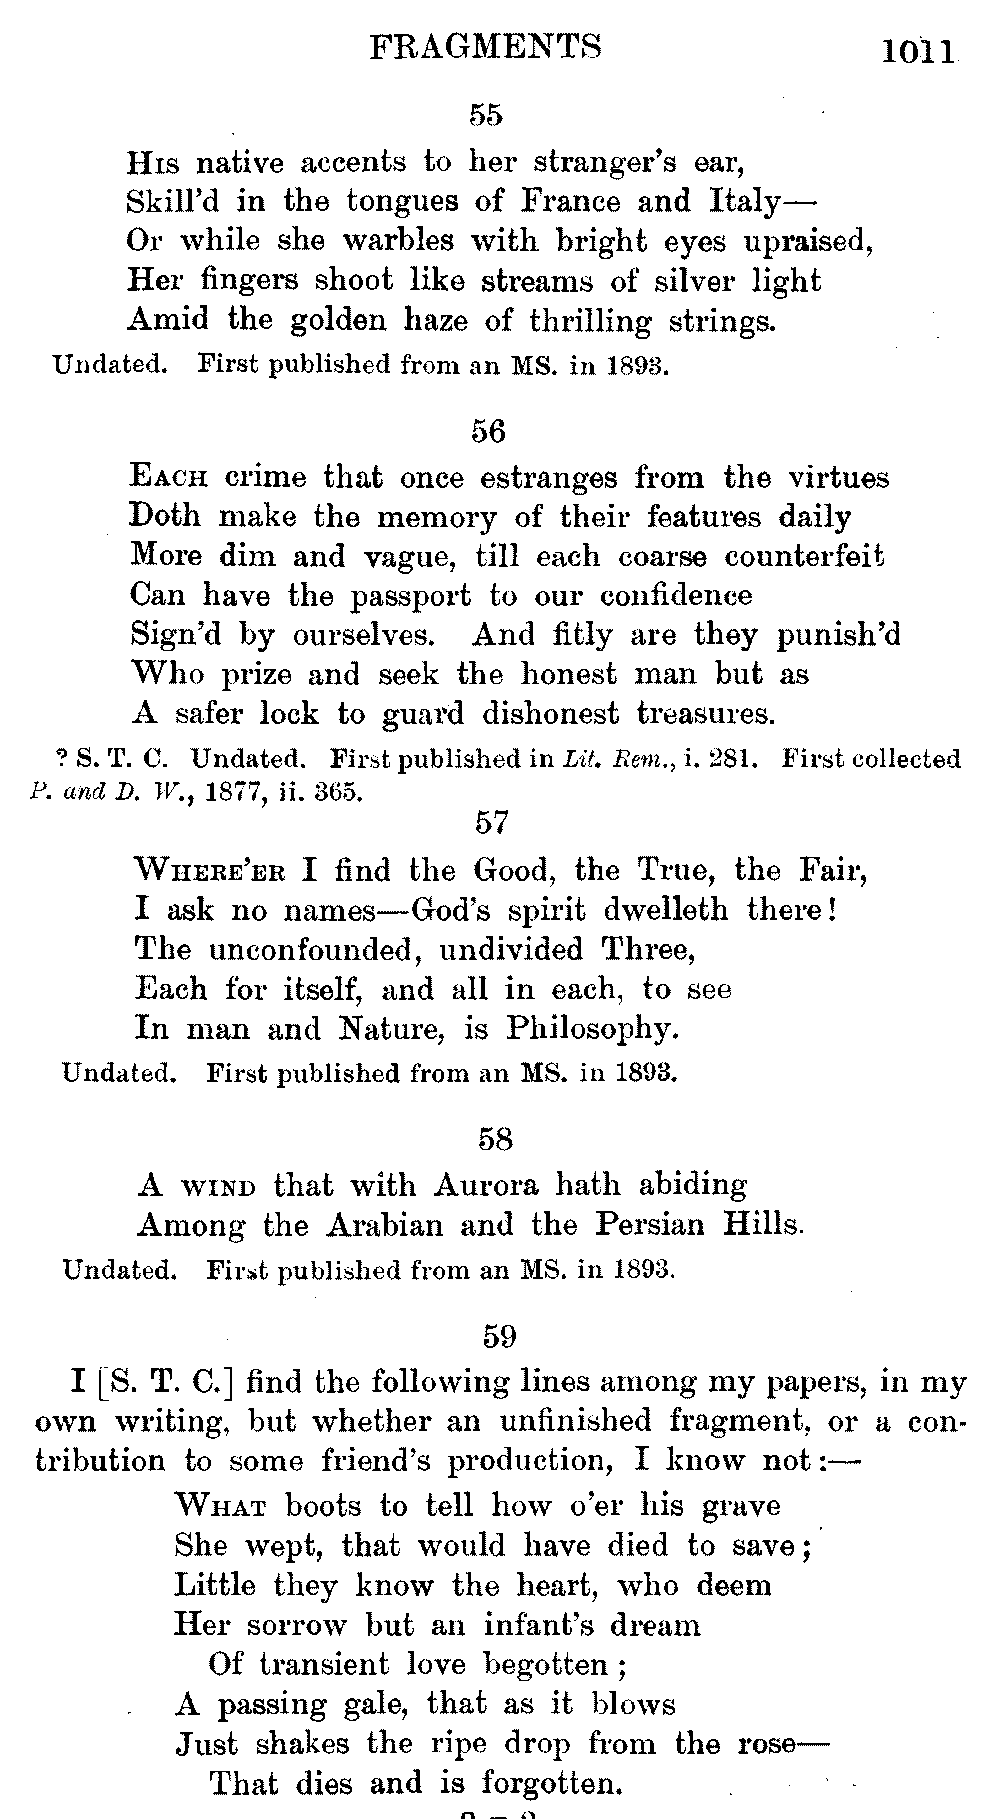 FRAGMENTS 1011
55
His native accents to her stranger's ear,
Skill'd in the tongues of France and Italy—
Or while she warbles with bright eyes upraised,
Her fingers shoot like streams of silver light
Amid the golden haze of thrilling strings.
Undated. First published from an MS. in 1893.
56
Each crime that once estranges from the virtues
Doth make the memory of their features daily
More dim and vague, till each coarse counterfeit
Can have the passport to our confidence
Sign'd by ourselves. And fitly are they punish'd
Who prize and seek the honest man but as
A safer lock to guard dishonest treasures.
? S. T. C. Undated. First published in Lit. Rem., i. 281. First collected
P. and D. W., 1877, ii. 365.
57
Where'er I find the Good, the True, the Fair,
I ask no names—God's spirit dwelleth there!
The unconfounded, undivided Three,
Each for itself, and all in each, to see
In man and Nature, is Philosophy.
Undated. First published from an MS. in 1893.
58
A wind that with Aurora hath abiding
Among the Arabian and the Persian Hills.
Undated. First published from an MS. in 1893.
59
I [S. T. C.] find the following lines among my papers, in my
own writing, but whether an unfinished fragment, or a con-
tribution to some friend's production, I know not:—
What boots to tell how o'er his grave
She wept, that would have died to save;
Little they know the heart, who deem
Her sorrow but an infant's dream
Of transient love begotten;
A passing gale, that as it blows
Just shakes the ripe drop from the rose—
That dies and is forgotten.